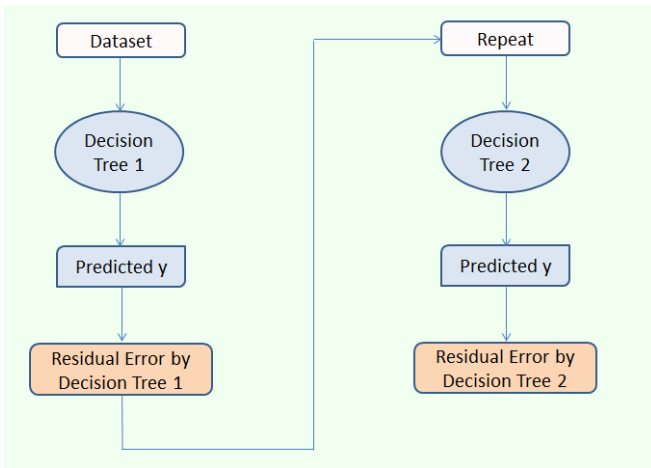 Dataset
Decision
Tree 1
Predicted y
Residual Error by
Decision Tree 1
Repeat
Decision
Tree 2
Predicted y
Residual Error by
Decision Tree 2